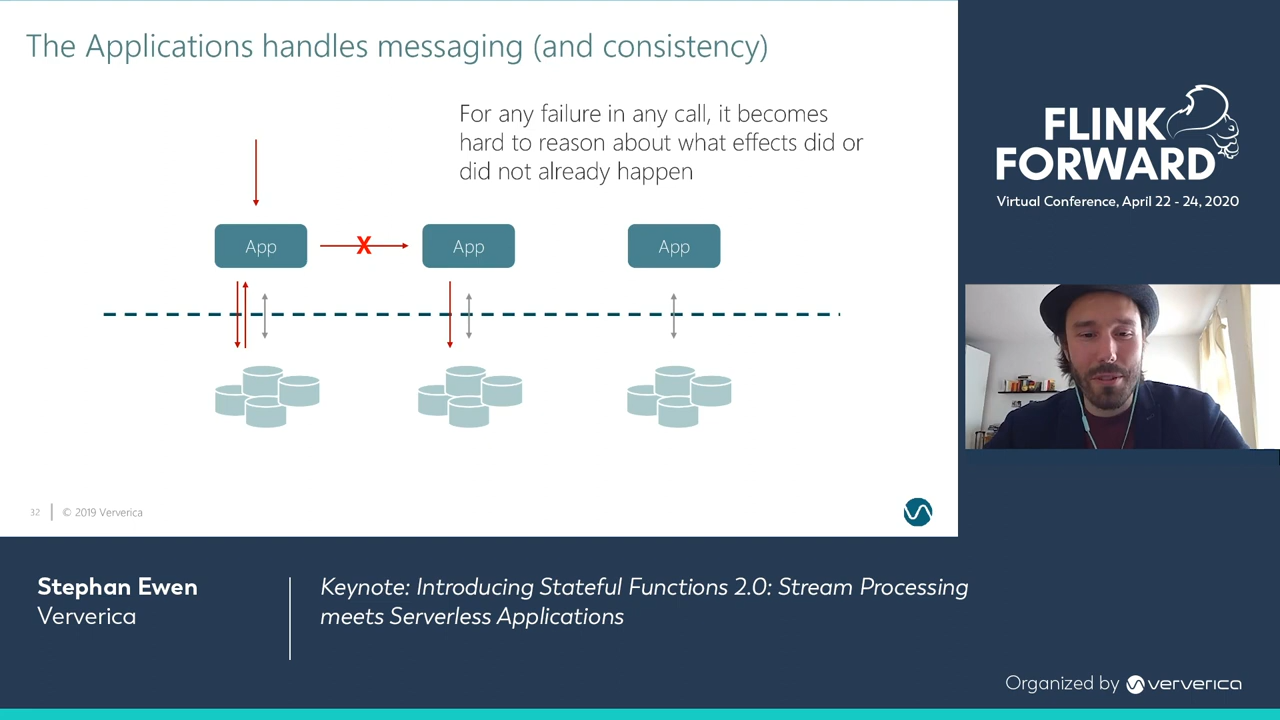 The Applications handles messaging (and consistency)
For any failure in any call, it becomes
hard to reason about what effects did or
did not already happen
App
X
App
App
32
© 2019 Ververica
FLINK
FORWARD
Virtual Conference, April 22 - 24, 2020
Stephan Ewen
Ververica
Keynote: Introducing Stateful Functions 2.0: Stream Processing
meets Serverless Applications
Organized by ververica